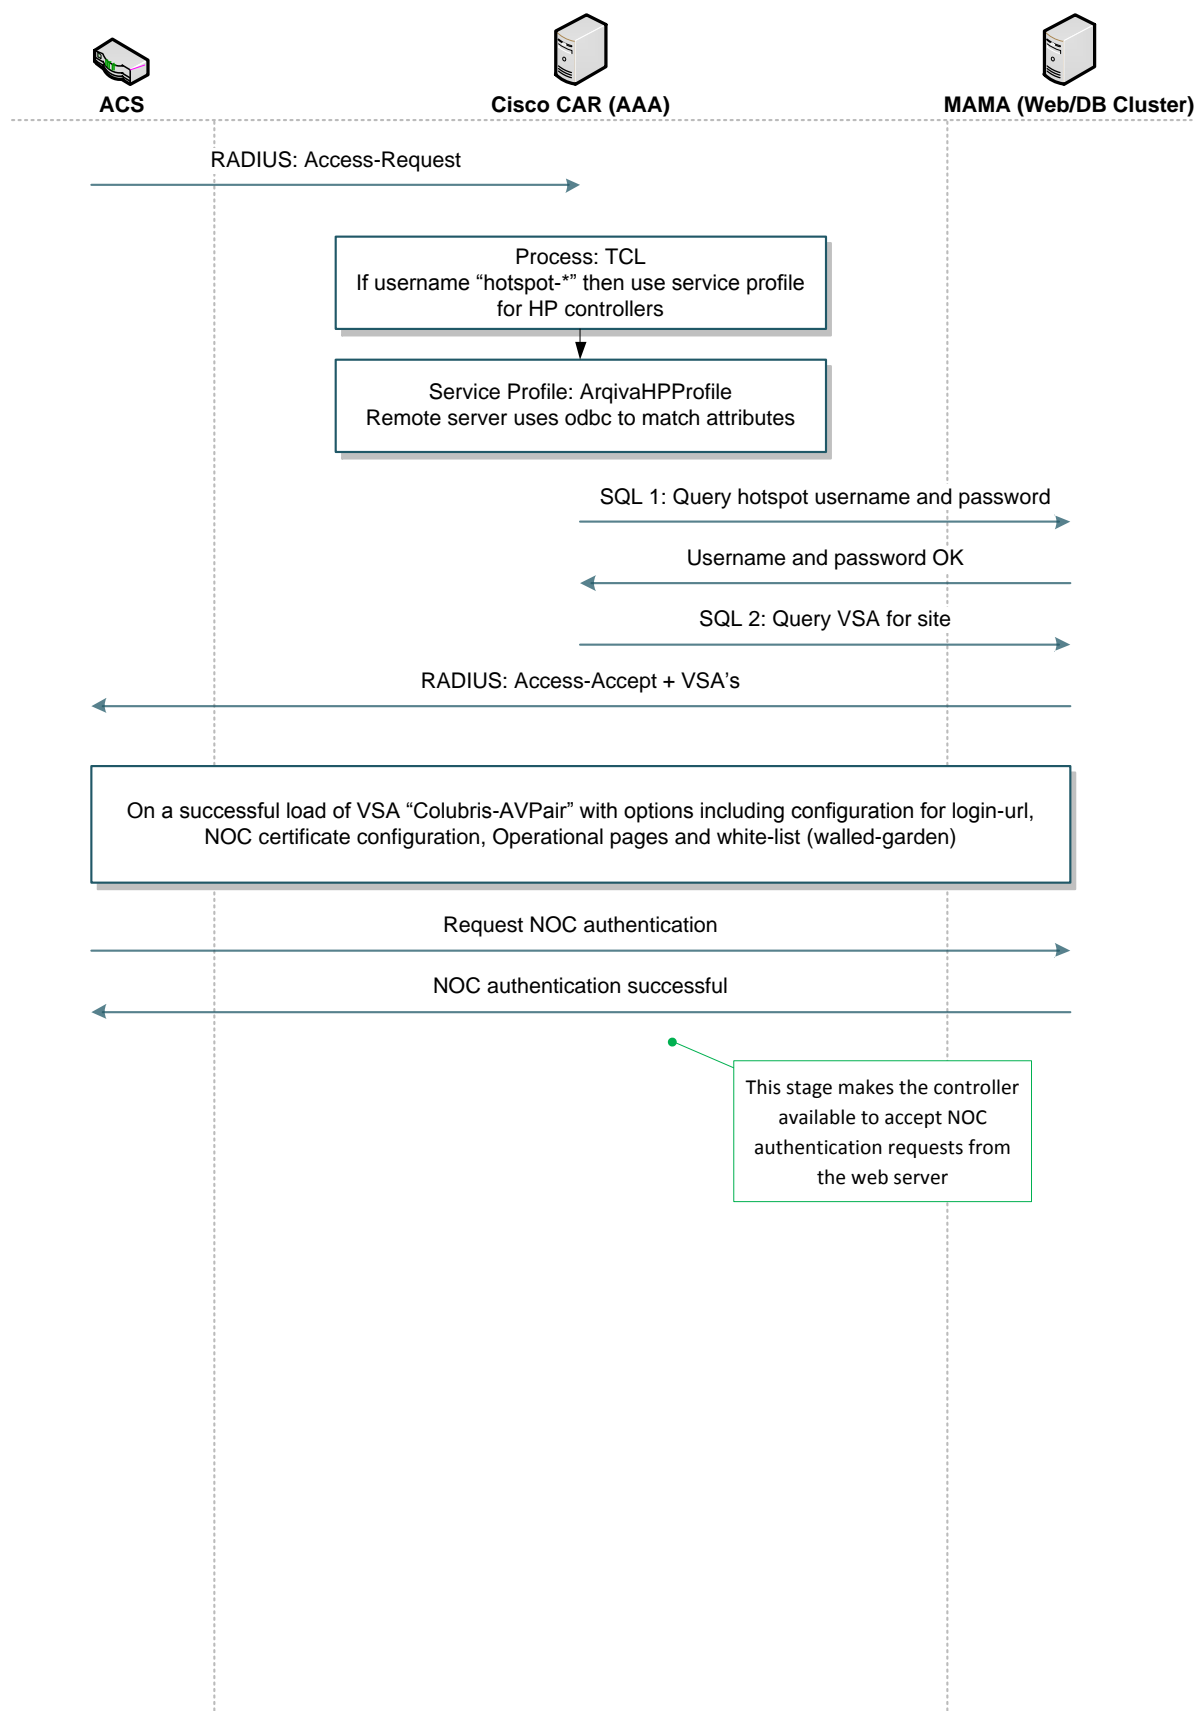 ACS
Cisco CAR (AAA)
MAMA (Web/DB Cluster)
RADIUS: Access-Request
Process: TCL
If username “hotspot-*” then use service profile
for HP controllers
Service Profile: ArqivaHPProfile
Remote server uses odbc to match attributes
SQL 1: Query hotspot username and password
Username and password OK
SQL 2: Query VSA for site
RADIUS: Access-Accept + VSA’s
On a successful load of VSA “Colubris-AVPair” with options including configuration for login-url,
NOC certificate configuration, Operational pages and white-list (walled-garden)
Request NOC authentication
NOC authentication successful
This stage makes the controller
available to accept NOC
authentication requests from
the web server